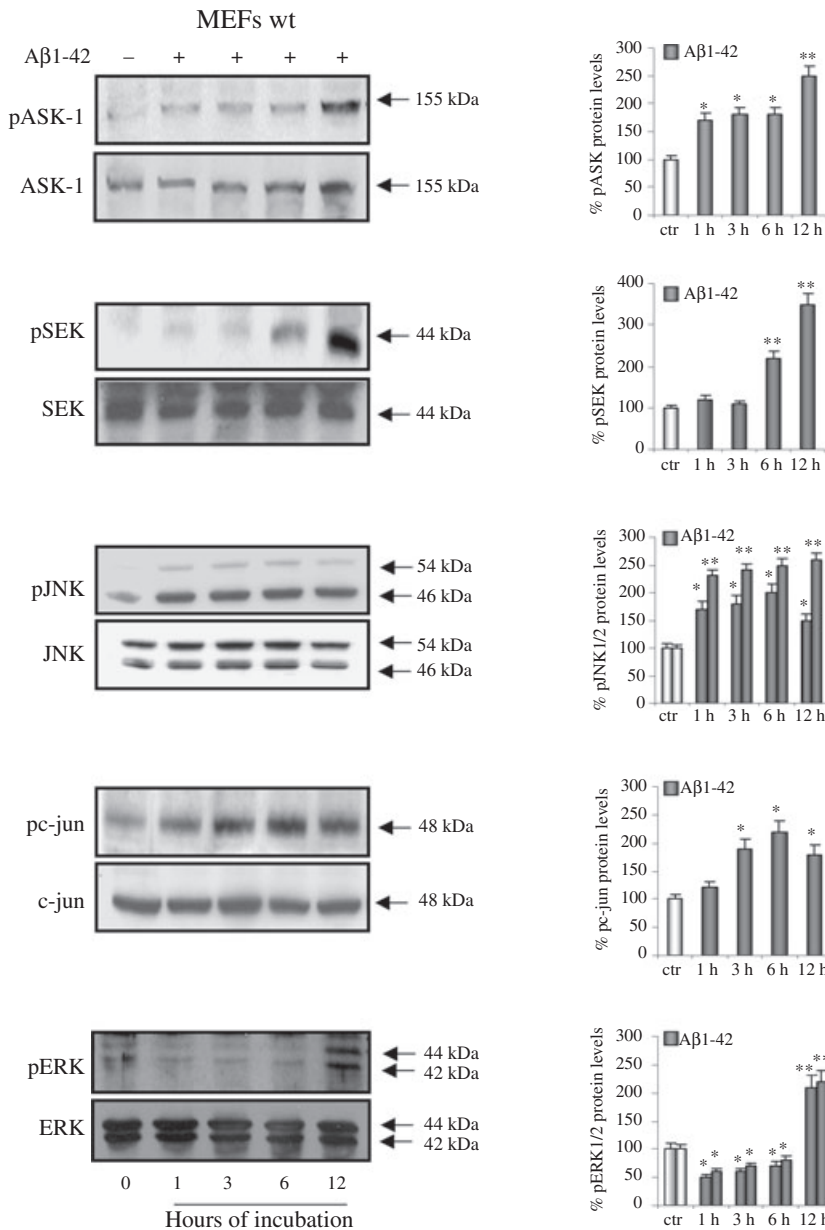 MEFs wt
Aβ1-42 – + + + +
pASK-1
155 kDa
ASK-1
155 kDa
pSEK
44 kDa
SEK
44 kDa
pJNK
54 kDa
46 kDa
JNK
54 kDa
46 kDa
pc-jun
48 kDa
c-jun
48 kDa
pERK
44 kDa
42 kDa
ERK
44 kDa
42 kDa
0 1 3 6 12
Hours of incubation
% pASK protein levels
300
250
200
150
100
50
0
Aβ1-42
* * * **
ctr 1 h 3 h 6 h 12 h
% pSEK protein levels
400
300
200
100
0
Aβ1-42
** **
ctr 1 h 3 h 6 h 12 h
% pJNK1/2 protein levels
300
250
200
150
100
50
0
Aβ1-42
* ** * ** * ** * **
ctr 1 h 3 h 6 h 12 h
% pc-jun protein levels
300
250
200
150
100
50
0
Aβ1-42
* * *
ctr 1 h 3 h 6 h 12 h
% pERK1/2 protein levels
300
250
200
150
100
50
0
Aβ1-42
* * * * * * ** **
ctr 1 h 3 h 6 h 12 h